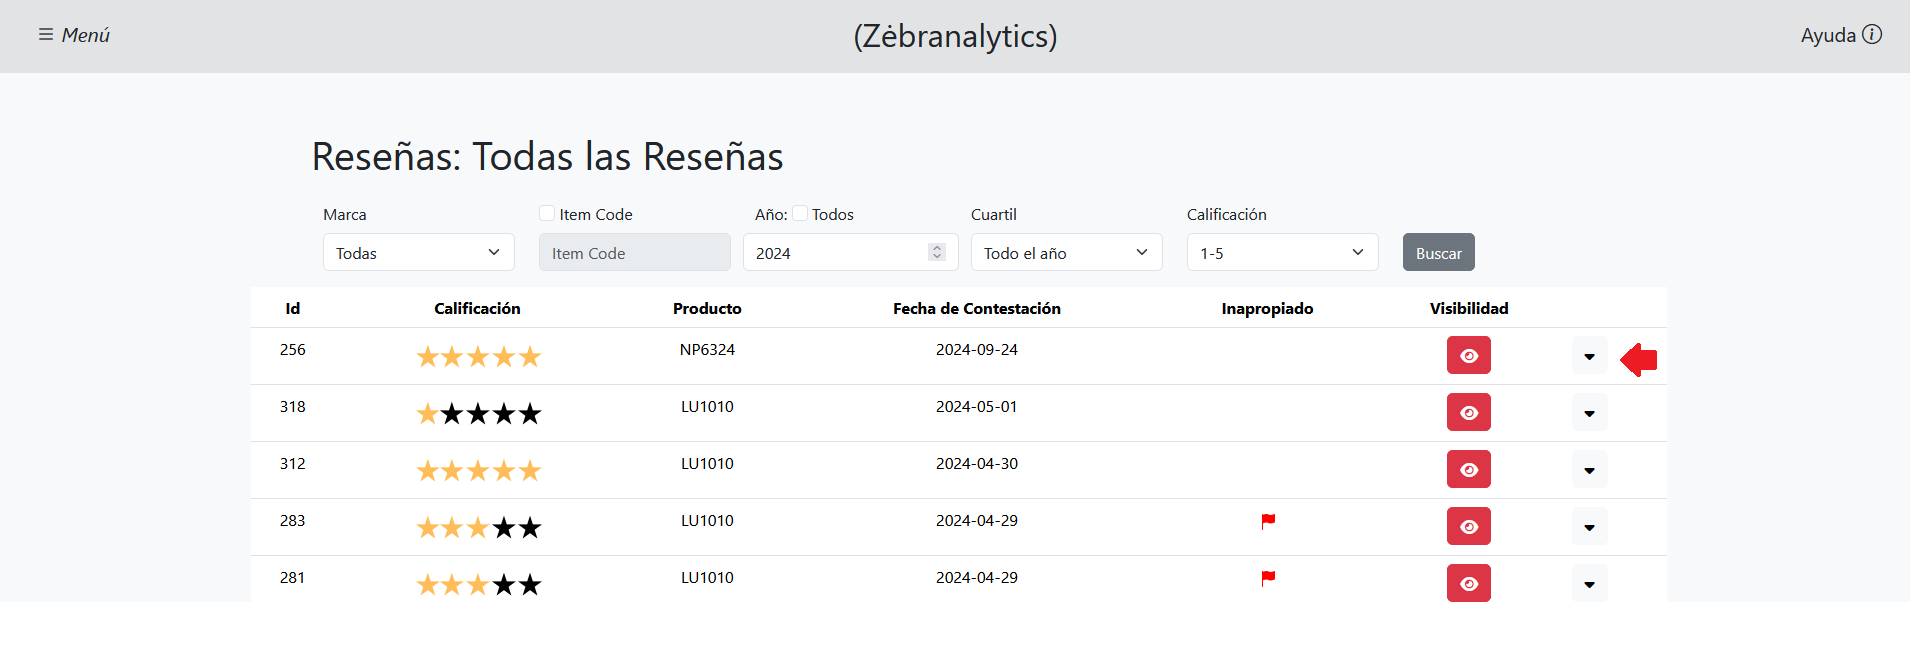 Menú
(Zėbranalytics)
Ayuda
Reseñas: Todas las Reseñas
Marca Item Code Año: Todos Cuartil Calificación
Todas Item Code 2024 Todo el año 1-5 Buscar
Id Calificación Producto Fecha de Contestación Inapropiado Visibilidad
256 NP6324 2024-09-24
318 LU1010 2024-05-01
312 LU1010 2024-04-30
283 LU1010 2024-04-29
281 LU1010 2024-04-29